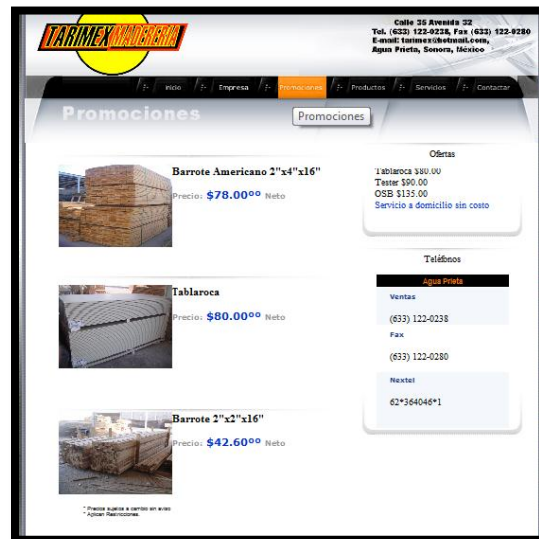 TARIMEX MADERERIA
Calle 35 Avenida 32
Tel. (633) 122-0238, Fax (633) 122-0280
E-mail: tarimex@hotmail.com,
Agua Prieta, Sonora, México
Inicio
Empresa
Promociones
Productos
Servicios
Contactar
Promociones
Promociones
Barrote Americano 2"x4"x16"
Precio: $78.00⁰⁰ Neto
Tablaroca
Precio: $80.00⁰⁰ Neto
Barrote 2"x2"x16"
Precio: $42.60⁰⁰ Neto
* Precios sujetos a cambio sin aviso
* Aplican Restricciones.
Ofertas
Tablaroca $80.00
Tester $90.00
OSB $135.00
Servicio a domicilio sin costo
Teléfonos
Agua Prieta
Ventas
(633) 122-0238
Fax
(633) 122-0280
Nextel
62*364046*1